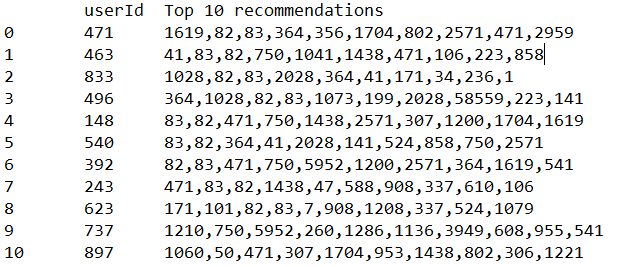 userId Top 10 recommendations
0 471 1619,82,83,364,356,1704,802,2571,471,2959
1 463 41,83,82,750,1041,1438,471,106,223,858
2 833 1028,82,83,2028,364,41,171,34,236,1
3 496 364,1028,82,83,1073,199,2028,58559,223,141
4 148 83,82,471,750,1438,2571,307,1200,1704,1619
5 540 83,82,364,41,2028,141,524,858,750,2571
6 392 82,83,471,750,5952,1200,2571,364,1619,541
7 243 471,83,82,1438,47,588,908,337,610,106
8 623 171,101,82,83,7,908,1208,337,524,1079
9 737 1210,750,5952,260,1286,1136,3949,608,955,541
10 897 1060,50,471,307,1704,953,1438,802,306,1221